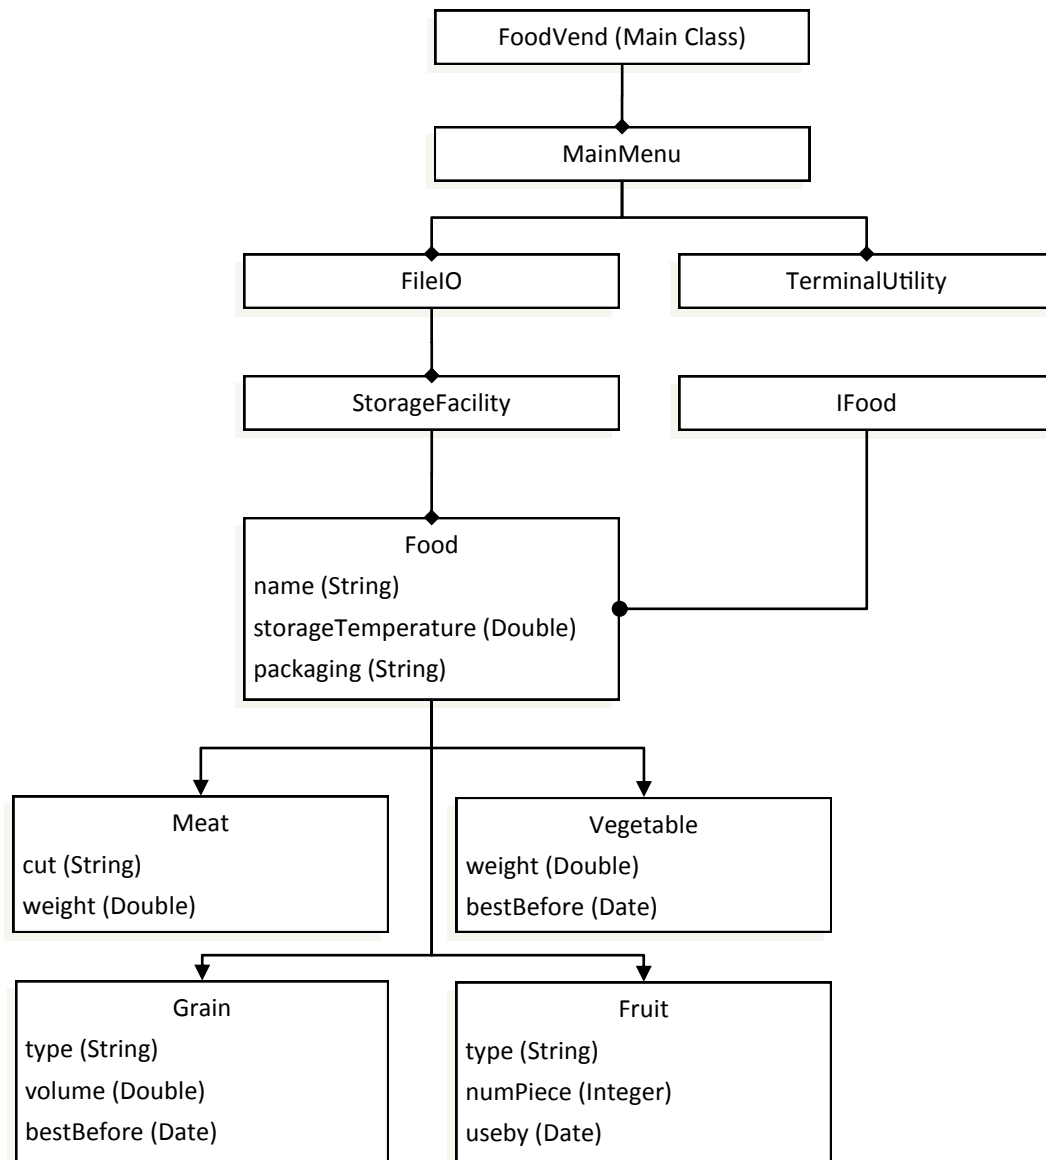 FoodVend (Main Class)
MainMenu
FileIO
TerminalUtility
StorageFacility
IFood
Food
name (String)
storageTemperature (Double)
packaging (String)
Meat
cut (String)
weight (Double)
Vegetable
weight (Double)
bestBefore (Date)
Grain
type (String)
volume (Double)
bestBefore (Date)
Fruit
type (String)
numPiece (Integer)
useby (Date)